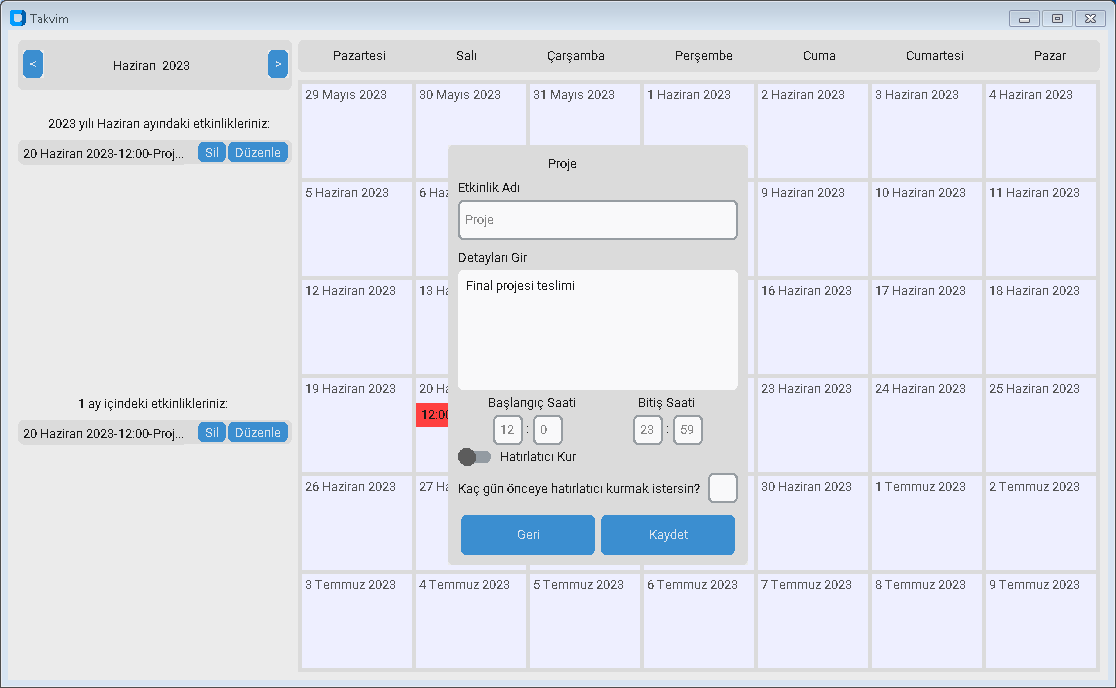 Takvim
< Haziran 2023 >
2023 yılı Haziran ayındaki etkinlikleriniz:
20 Haziran 2023-12:00-Proj... Sil Düzenle
1 ay içindeki etkinlikleriniz:
20 Haziran 2023-12:00-Proj... Sil Düzenle
Pazartesi Salı Çarşamba Perşembe Cuma Cumartesi Pazar
29 Mayıs 2023 30 Mayıs 2023 31 Mayıs 2023 1 Haziran 2023 2 Haziran 2023 3 Haziran 2023 4 Haziran 2023
5 Haziran 2023 6 Haz 9 Haziran 2023 10 Haziran 2023 11 Haziran 2023
12 Haziran 2023 13 Ha 16 Haziran 2023 17 Haziran 2023 18 Haziran 2023
19 Haziran 2023 20 Ha 23 Haziran 2023 24 Haziran 2023 25 Haziran 2023
12:00
26 Haziran 2023 27 Ha 30 Haziran 2023 1 Temmuz 2023 2 Temmuz 2023
3 Temmuz 2023 4 Temmuz 2023 5 Temmuz 2023 6 Temmuz 2023 7 Temmuz 2023 8 Temmuz 2023 9 Temmuz 2023
Proje
Etkinlik Adı
Proje
Detayları Gir
Final projesi teslimi
Başlangıç Saati Bitiş Saati
12 : 0 23 : 59
Hatırlatıcı Kur
Kaç gün önceye hatırlatıcı kurmak istersin?
Geri Kaydet